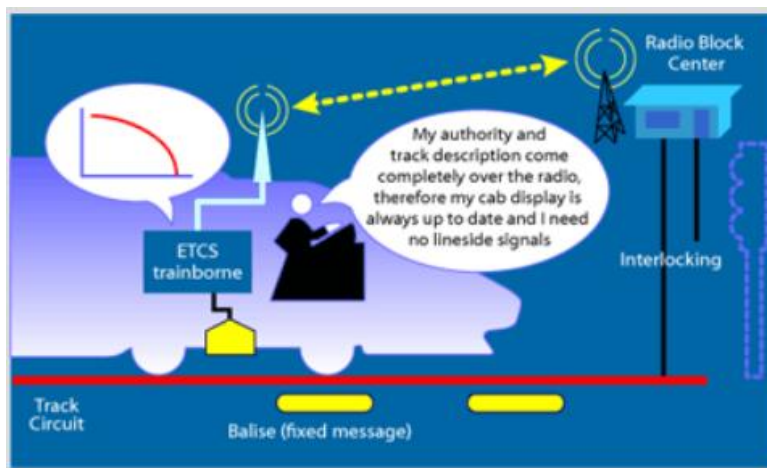 Radio Block
Center
My authority and
track description come
completely over the radio,
therefore my cab display is
always up to date and I need
no lineside signals
ETCS
trainborne
Interlocking
Track
Circuit
Balise (fixed message)